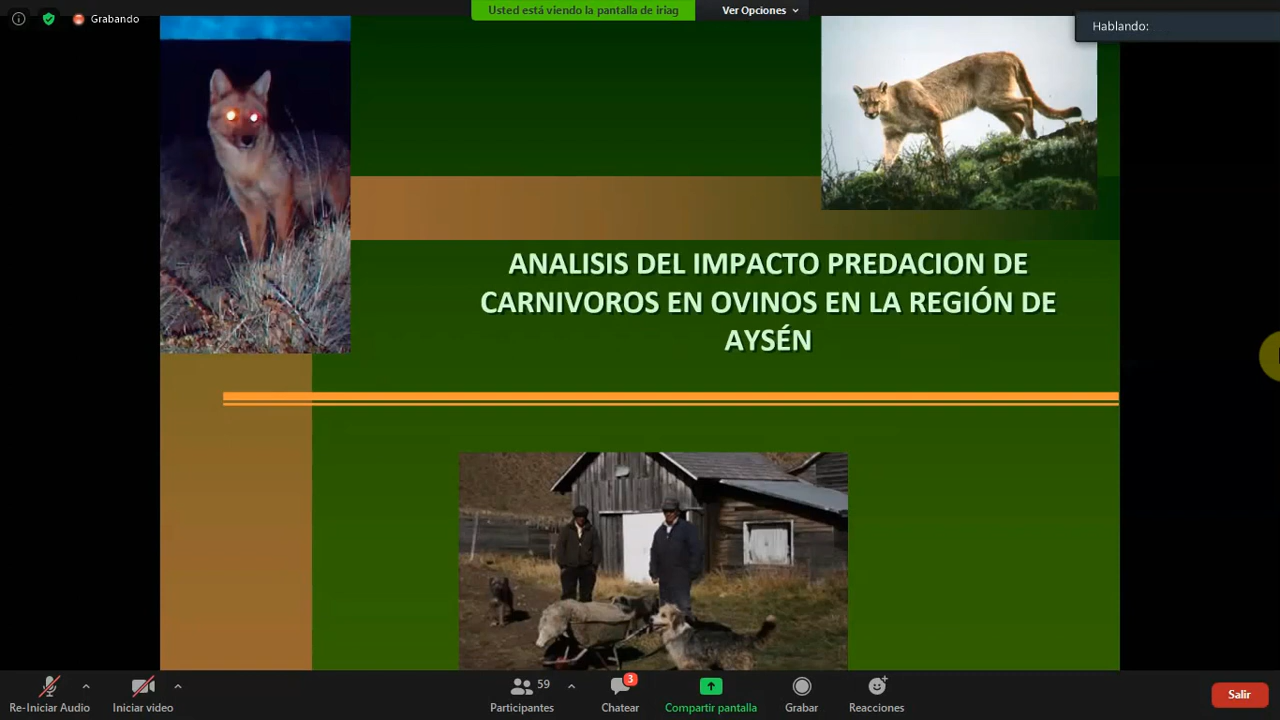 Grabando
Usted está viendo la pantalla de iriag
Ver Opciones
Hablando:
ANALISIS DEL IMPACTO PREDACION DE
CARNIVOROS EN OVINOS EN LA REGIÓN DE
AYSÉN
Re-Iniciar Audio
Iniciar video
59
Participantes
3
Chatear
Compartir pantalla
Grabar
Reacciones
Salir